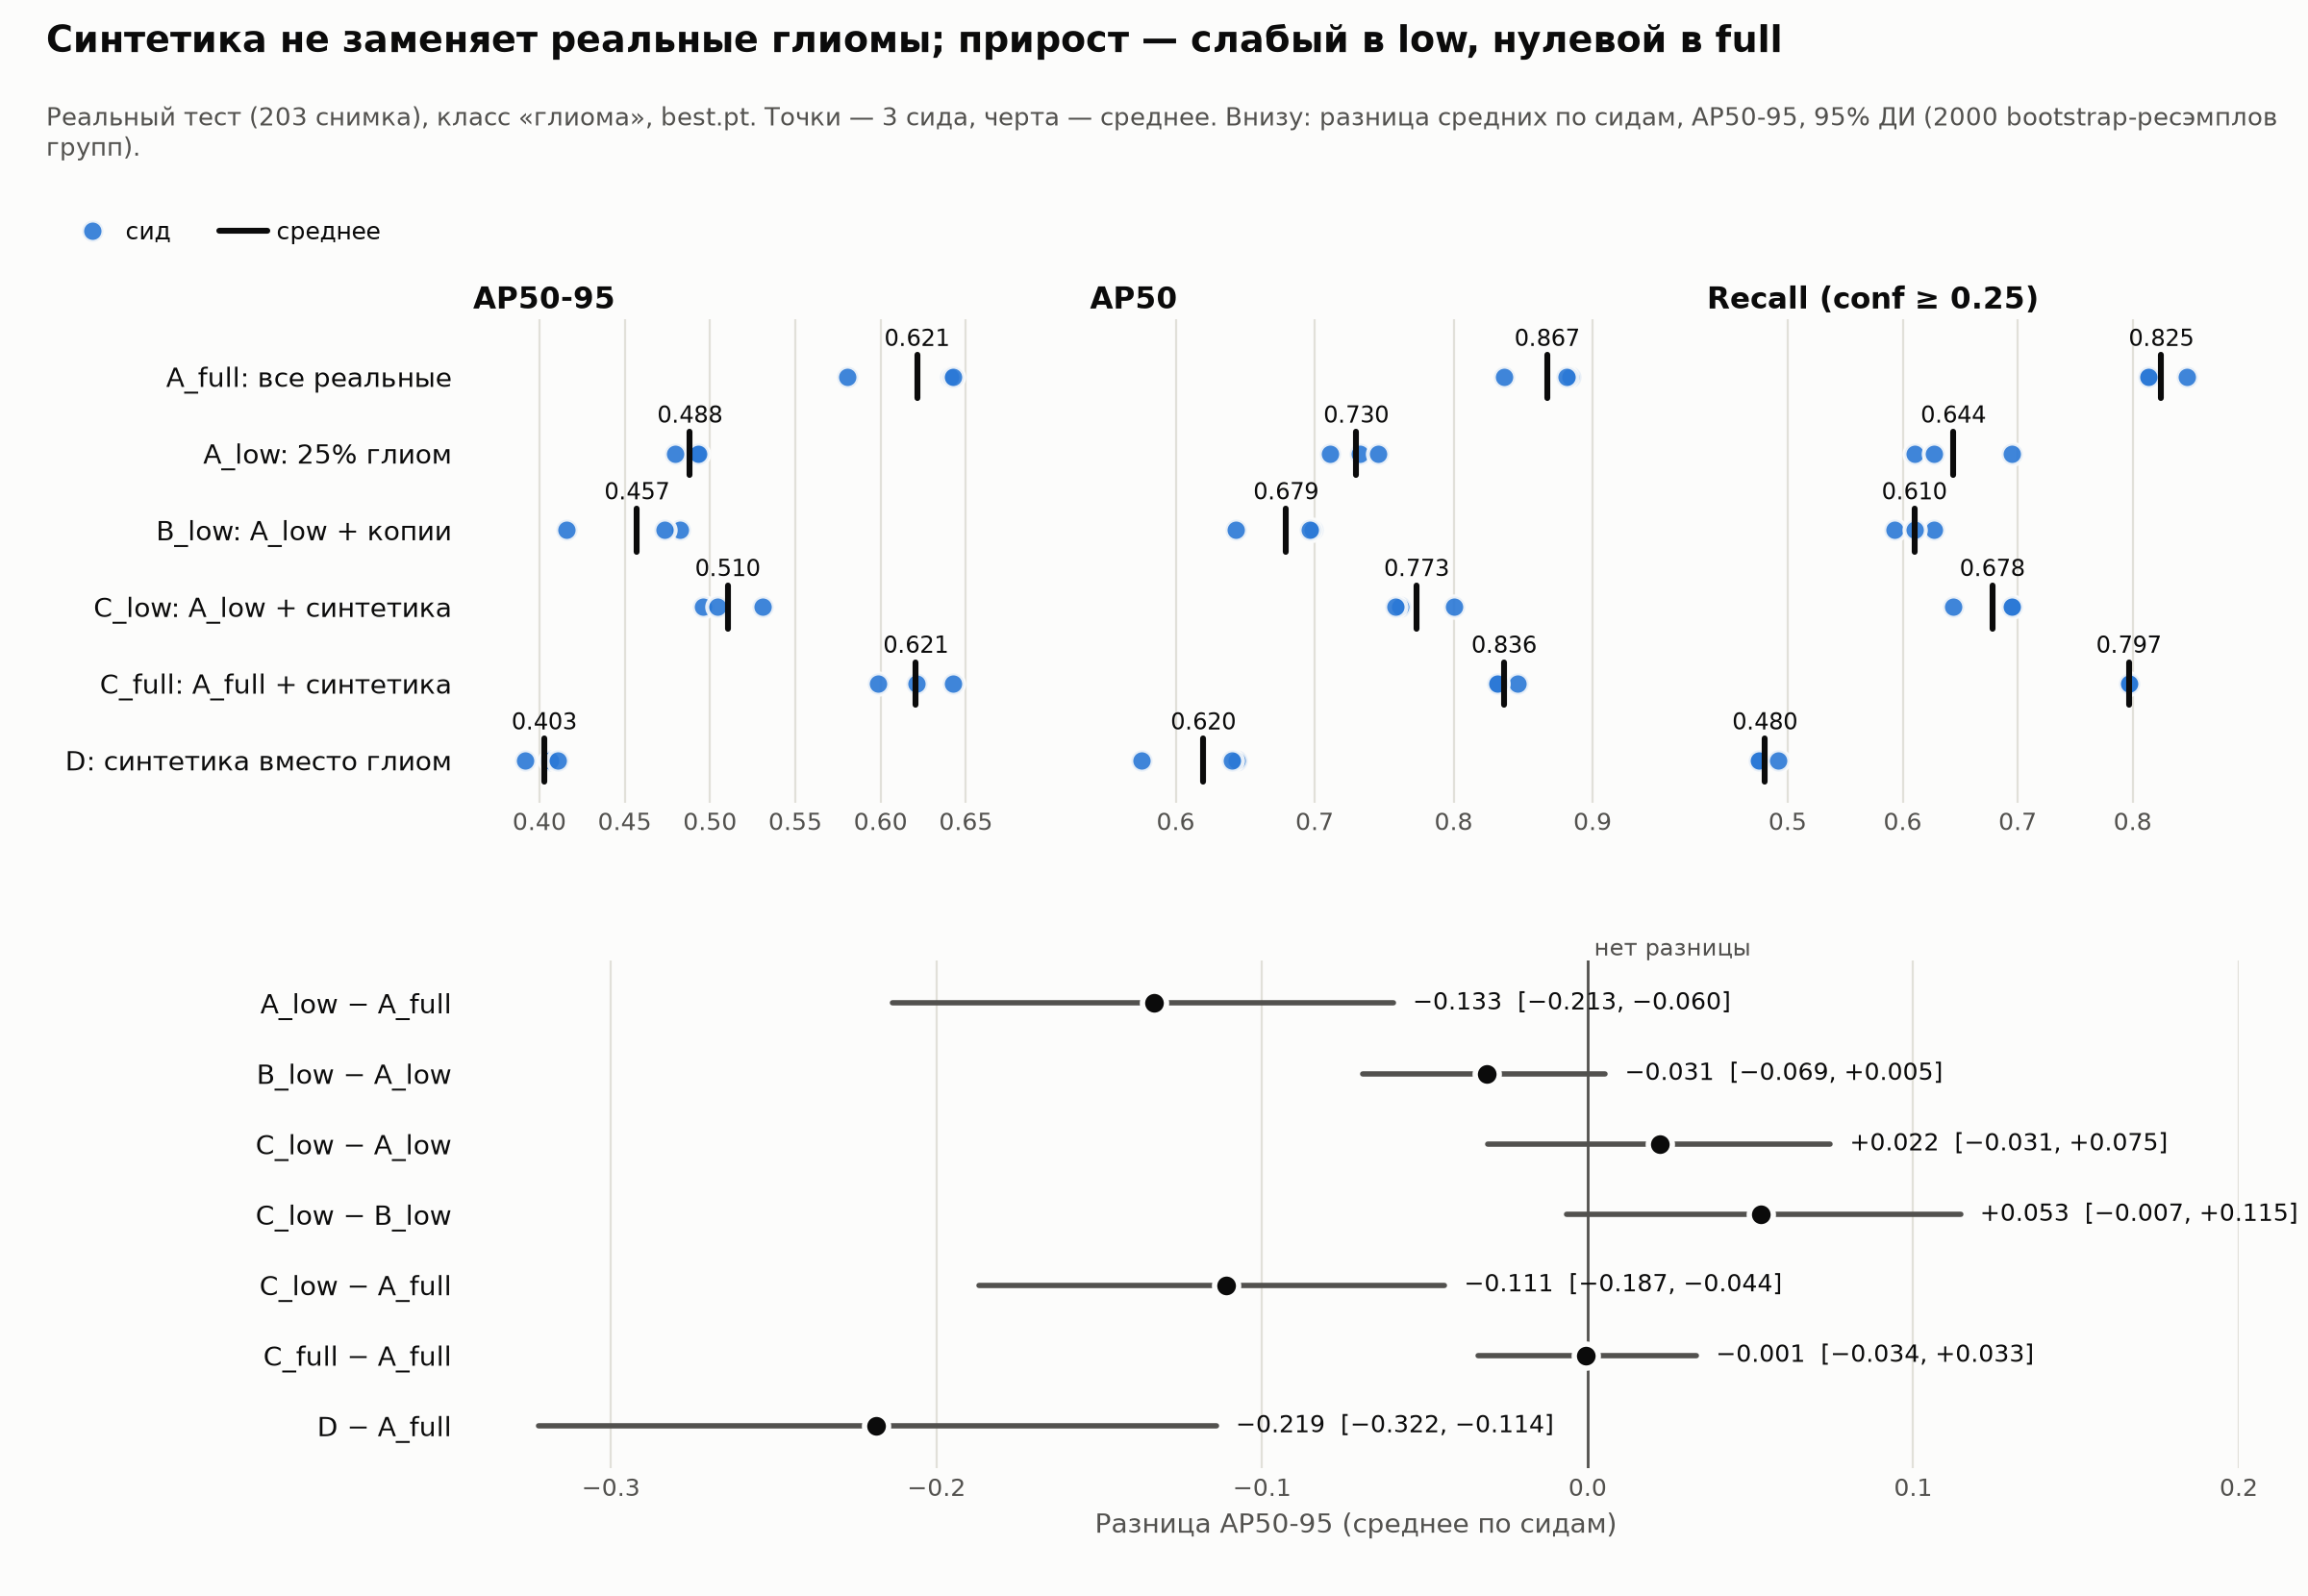 Синтетика не заменяет реальные глиомы; прирост — слабый в low, нулевой в full
Реальный тест (203 снимка), класс «глиома», best.pt. Точки — 3 сида, черта — среднее. Внизу: разница средних по сидам, AP50-95, 95% ДИ (2000 bootstrap-ресэмплов
групп).
сид среднее
AP50-95 AP50 Recall (conf ≥ 0.25)
0.621 0.867 0.825
A_full: все реальные
0.488 0.730 0.644
A_low: 25% глиом
0.457 0.679 0.610
B_low: A_low + копии
0.510 0.773 0.678
C_low: A_low + синтетика
0.621 0.836 0.797
C_full: A_full + синтетика
0.403 0.620 0.480
D: синтетика вместо глиом
0.40 0.45 0.50 0.55 0.60 0.65 0.6 0.7 0.8 0.9 0.5 0.6 0.7 0.8
нет разницы
A_low − A_full −0.133 [−0.213, −0.060]
B_low − A_low −0.031 [−0.069, +0.005]
C_low − A_low +0.022 [−0.031, +0.075]
C_low − B_low +0.053 [−0.007, +0.115]
C_low − A_full −0.111 [−0.187, −0.044]
C_full − A_full −0.001 [−0.034, +0.033]
D − A_full −0.219 [−0.322, −0.114]
−0.3 −0.2 −0.1 0.0 0.1 0.2
Разница AP50-95 (среднее по сидам)